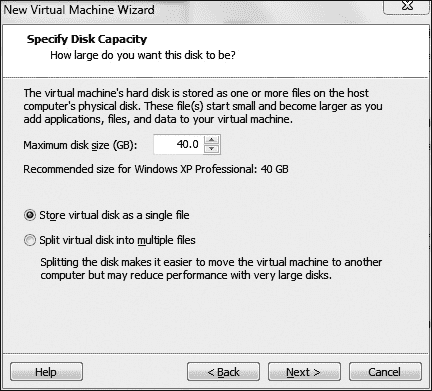 New Virtual Machine Wizard
Specify Disk Capacity
How large do you want this disk to be?
The virtual machine's hard disk is stored as one or more files on the host
computer's physical disk. These file(s) start small and become larger as you
add applications, files, and data to your virtual machine.
Maximum disk size (GB): 40.0
Recommended size for Windows XP Professional: 40 GB
Store virtual disk as a single file
Split virtual disk into multiple files
Splitting the disk makes it easier to move the virtual machine to another
computer but may reduce performance with very large disks.
Help < Back Next > Cancel